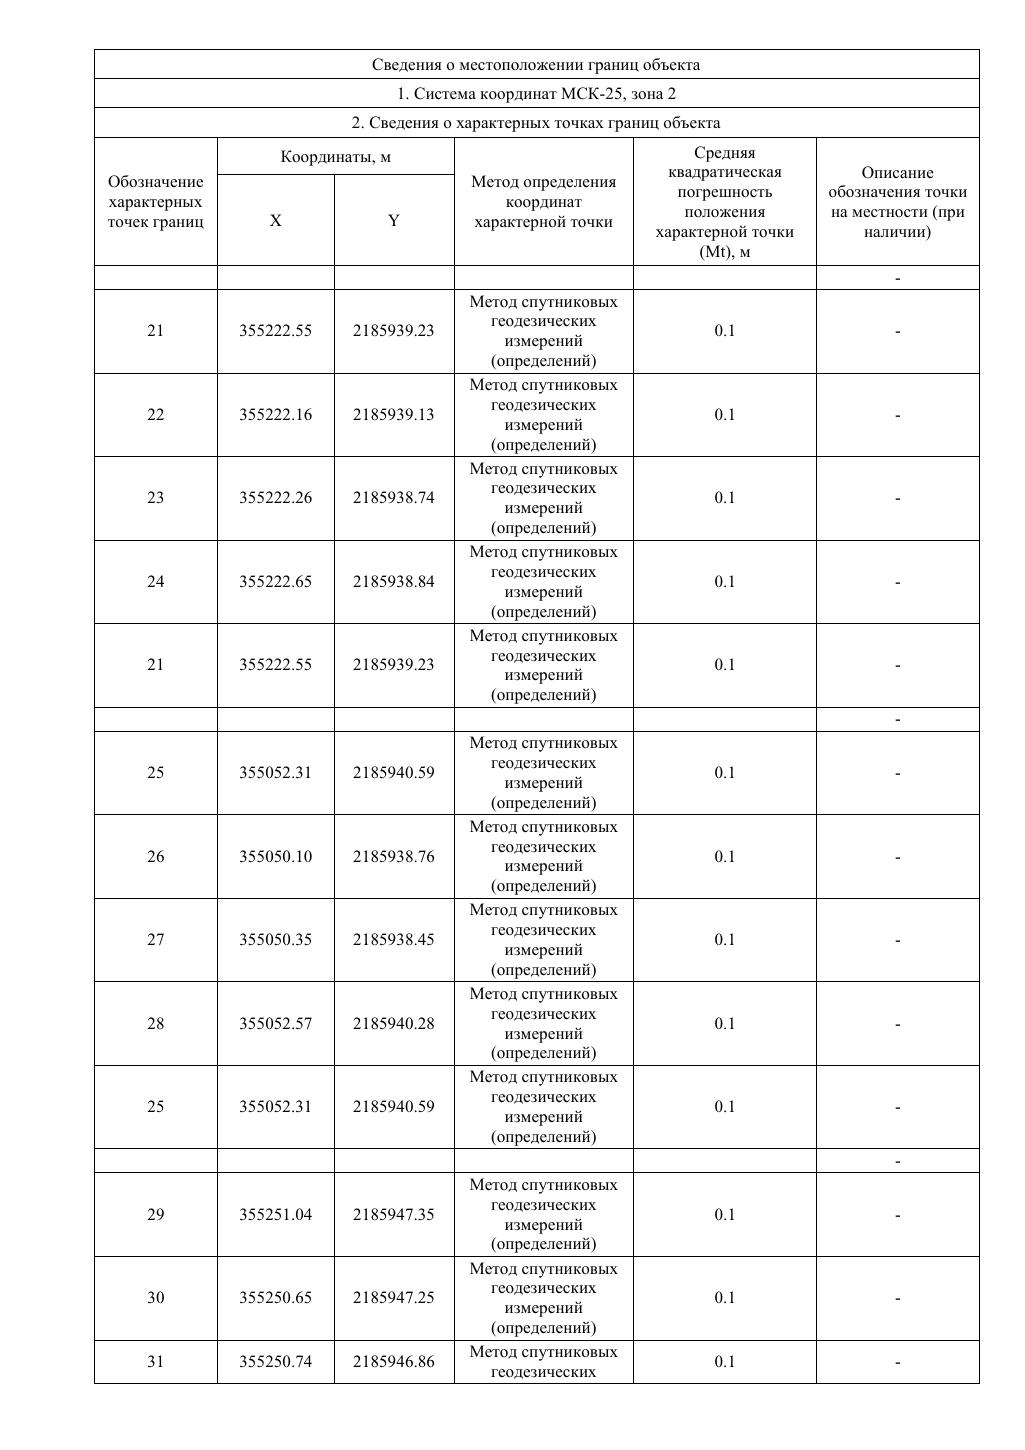 Сведения о местоположении границ объекта
1. Система координат МСК-25, зона 2
2. Сведения о характерных точках границ объекта
Обозначение
характерных
точек границ
Координаты, м
X
Y
Метод определения
координат
характерной точки
Средняя
квадратическая
погрешность
положения
характерной точки
(Mt), м
Описание
обозначения точки
на местности (при
наличии)
-
21 355222.55 2185939.23 Метод спутниковых
геодезических
измерений
(определений) 0.1 -
22 355222.16 2185939.13 Метод спутниковых
геодезических
измерений
(определений) 0.1 -
23 355222.26 2185938.74 Метод спутниковых
геодезических
измерений
(определений) 0.1 -
24 355222.65 2185938.84 Метод спутниковых
геодезических
измерений
(определений) 0.1 -
21 355222.55 2185939.23 Метод спутниковых
геодезических
измерений
(определений) 0.1 -
-
25 355052.31 2185940.59 Метод спутниковых
геодезических
измерений
(определений) 0.1 -
26 355050.10 2185938.76 Метод спутниковых
геодезических
измерений
(определений) 0.1 -
27 355050.35 2185938.45 Метод спутниковых
геодезических
измерений
(определений) 0.1 -
28 355052.57 2185940.28 Метод спутниковых
геодезических
измерений
(определений) 0.1 -
25 355052.31 2185940.59 Метод спутниковых
геодезических
измерений
(определений) 0.1 -
-
29 355251.04 2185947.35 Метод спутниковых
геодезических
измерений
(определений) 0.1 -
30 355250.65 2185947.25 Метод спутниковых
геодезических
измерений
(определений) 0.1 -
31 355250.74 2185946.86 Метод спутниковых
геодезических 0.1 -